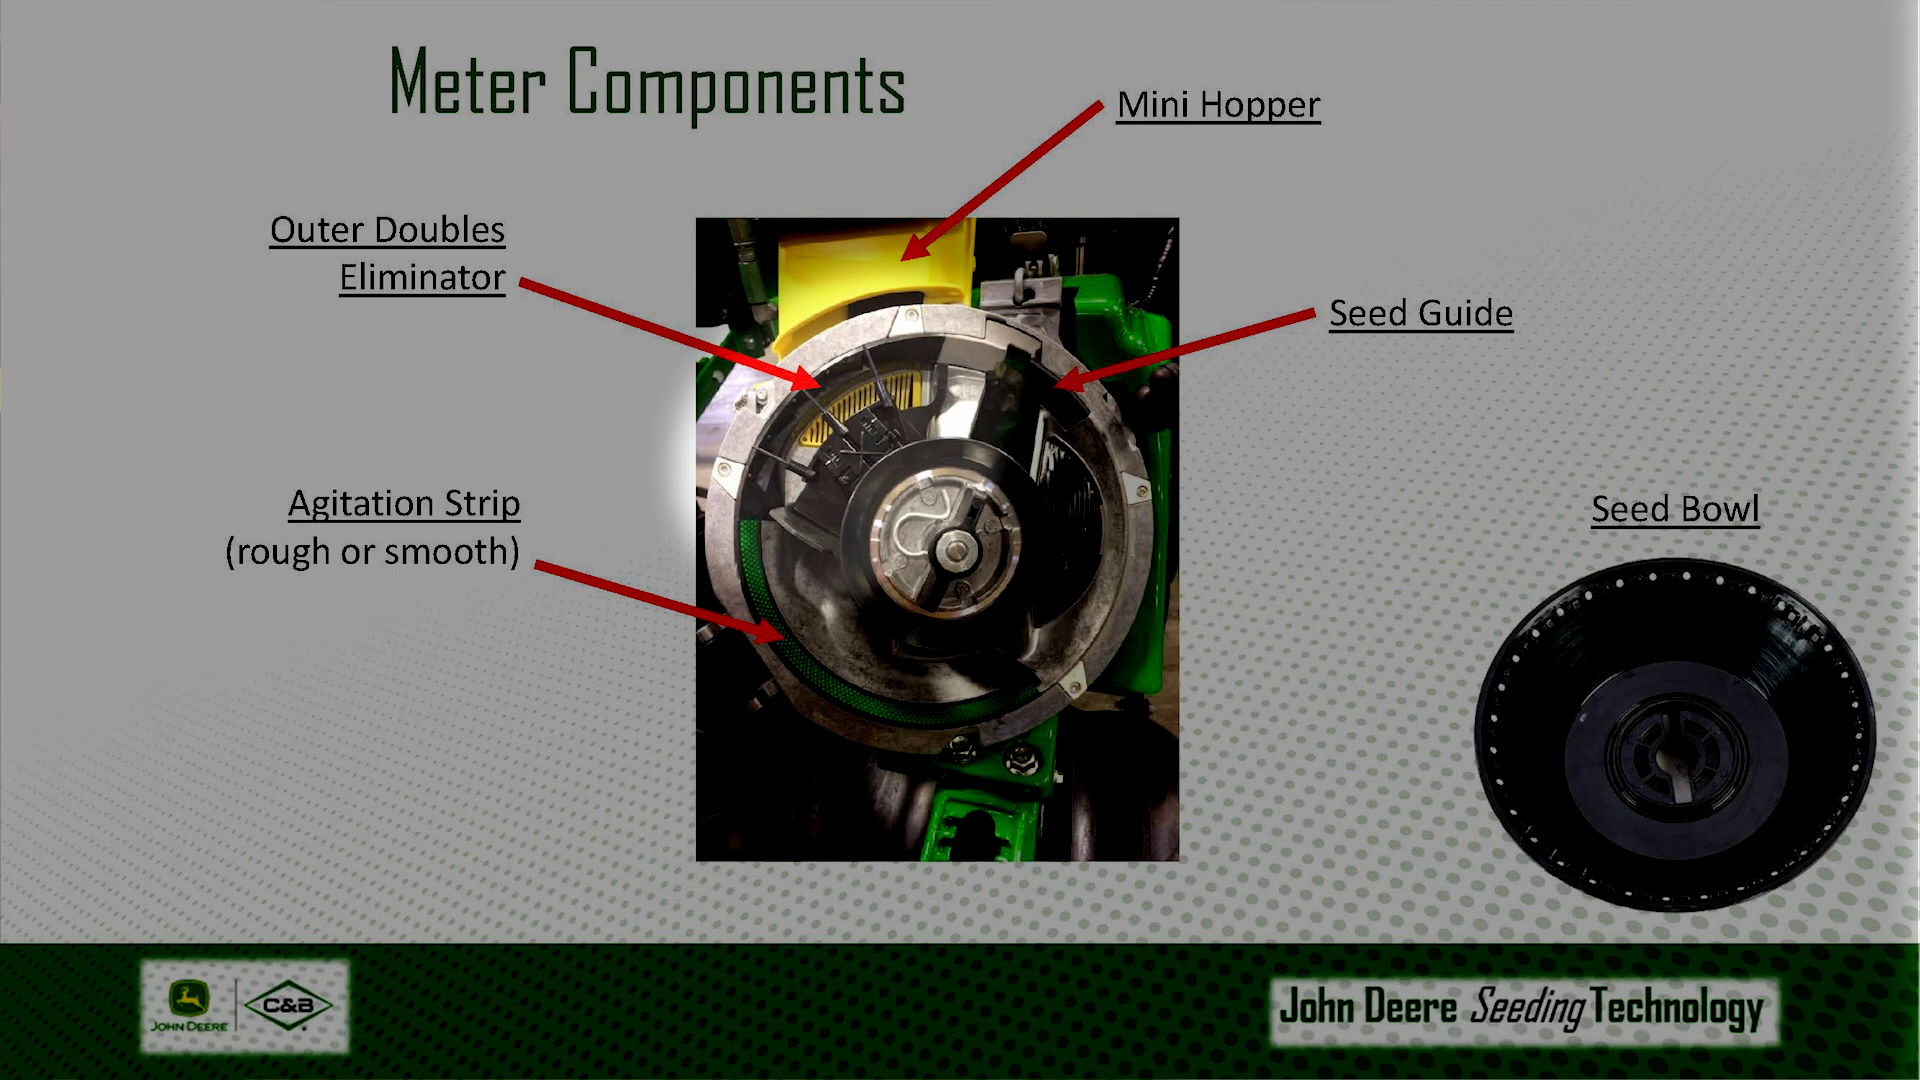 Meter Components
Mini Hopper
Outer Doubles
Eliminator
Seed Guide
Agitation Strip
(rough or smooth)
Seed Bowl
JOHN DEERE
C&B
John Deere Seeding Technology